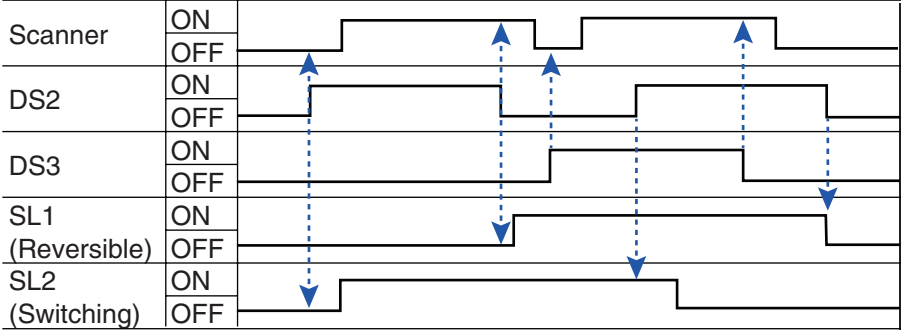 Scanner ON
OFF
DS2 ON
OFF
DS3 ON
OFF
SL1 ON
(Reversible) OFF
SL2 ON
(Switching) OFF